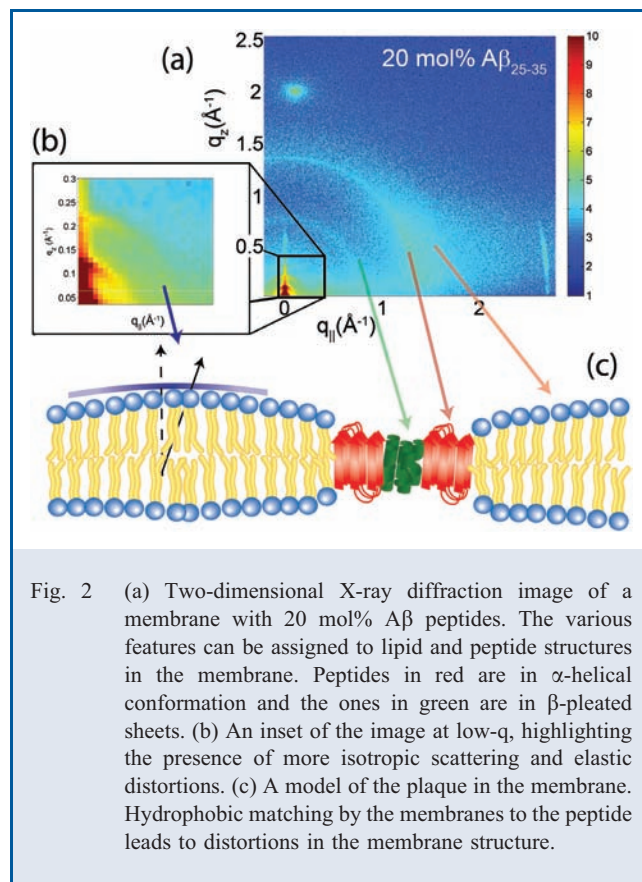 (a)
20 mol% Aβ25-35
2.5
2
1.5
1
0.5
qz(Å-1)
0
1
2
q||(Å-1)
10
9
8
7
6
5
4
3
2
1
(b)
0.3
0.25
0.2
0.15
0.1
0.05
qz(Å-1)
q||(Å-1)
(c)
Fig. 2 (a) Two-dimensional X-ray diffraction image of a
membrane with 20 mol% Aβ peptides. The various
features can be assigned to lipid and peptide structures
in the membrane. Peptides in red are in α-helical
conformation and the ones in green are in β-pleated
sheets. (b) An inset of the image at low-q, highlighting
the presence of more isotropic scattering and elastic
distortions. (c) A model of the plaque in the membrane.
Hydrophobic matching by the membranes to the peptide
leads to distortions in the membrane structure.